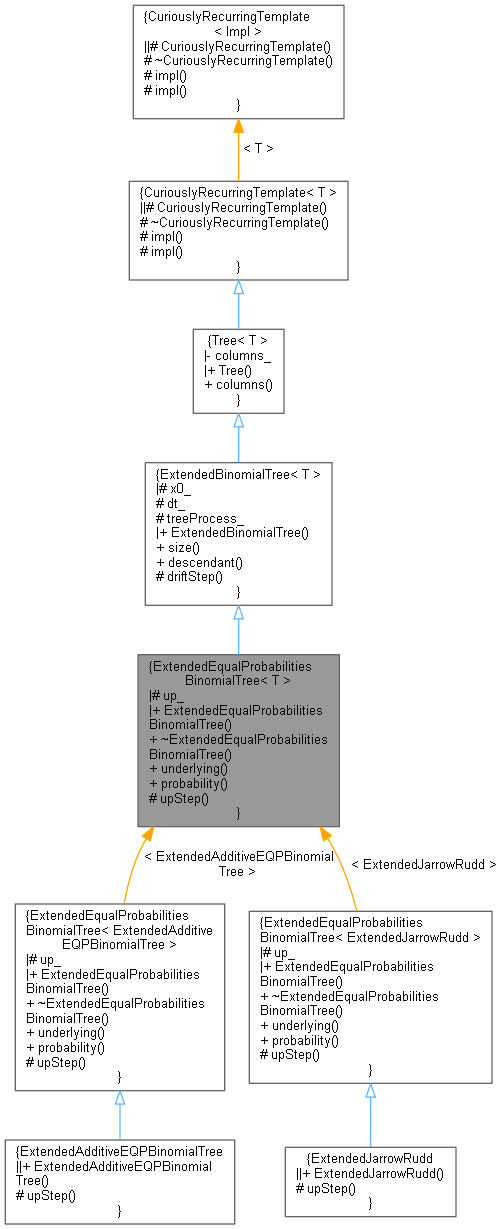 {CuriouslyRecurringTemplate
< Impl >
||# CuriouslyRecurringTemplate()
# ~CuriouslyRecurringTemplate()
# impl()
# impl()
}
< T >
{CuriouslyRecurringTemplate< T >
||# CuriouslyRecurringTemplate()
# ~CuriouslyRecurringTemplate()
# impl()
# impl()
}
{Tree< T >
|- columns_
|+ Tree()
+ columns()
}
{ExtendedBinomialTree< T >
|# x0_
# dt_
# treeProcess_
|+ ExtendedBinomialTree()
+ size()
+ descendant()
# driftStep()
}
{ExtendedEqualProbabilities
BinomialTree< T >
|# up_
|+ ExtendedEqualProbabilities
BinomialTree()
+ ~ExtendedEqualProbabilities
BinomialTree()
+ underlying()
+ probability()
# upStep()
}
< ExtendedAdditiveEQPBinomial
Tree >
< ExtendedJarrowRudd >
{ExtendedEqualProbabilities
BinomialTree< ExtendedAdditive
EQPBinomialTree >
|# up_
|+ ExtendedEqualProbabilities
BinomialTree()
+ ~ExtendedEqualProbabilities
BinomialTree()
+ underlying()
+ probability()
# upStep()
}
{ExtendedEqualProbabilities
BinomialTree< ExtendedJarrowRudd >
|# up_
|+ ExtendedEqualProbabilities
BinomialTree()
+ ~ExtendedEqualProbabilities
BinomialTree()
+ underlying()
+ probability()
# upStep()
}
{ExtendedAdditiveEQPBinomialTree
||+ ExtendedAdditiveEQPBinomial
Tree()
# upStep()
}
{ExtendedJarrowRudd
||+ ExtendedJarrowRudd()
# upStep()
}